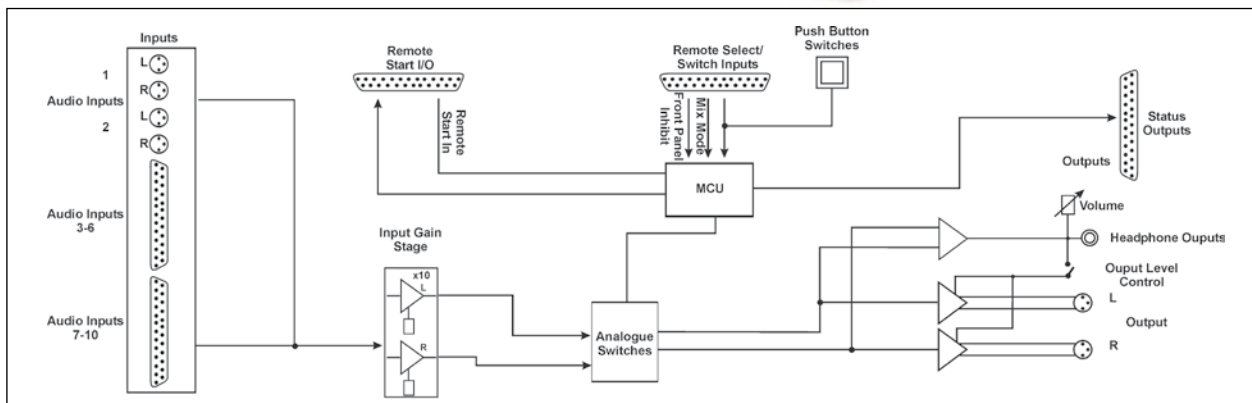 Inputs
L
1
R
Audio Inputs
L
2
R
Audio Inputs
3-6
Audio Inputs
7-10
Remote
Start I/O
Remote
Start In
Remote Select/
Switch Inputs
Front Panel
Inhibit
Mix Mode
Push Button
Switches
MCU
Status
Outputs
Outputs
Input Gain
Stage
x10
L
R
Analogue
Switches
Volume
Headphone Ouputs
Ouput Level
Control
L
Output
R